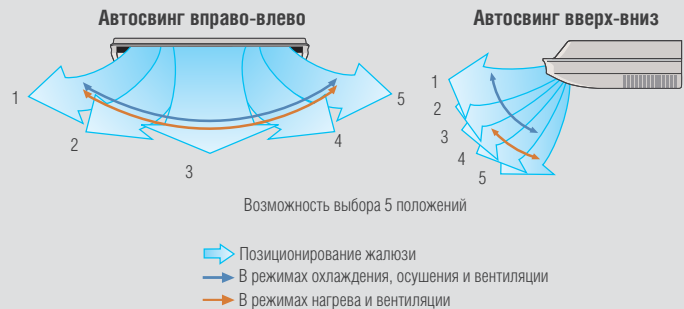 Автосвинг вправо-влево
1
2
3
4
5
Автосвинг вверх-вниз
1
2
3
4
5
Возможность выбора 5 положений
Позиционирование жалюзи
В режимах охлаждения, осушения и вентиляции
В режимах нагрева и вентиляции